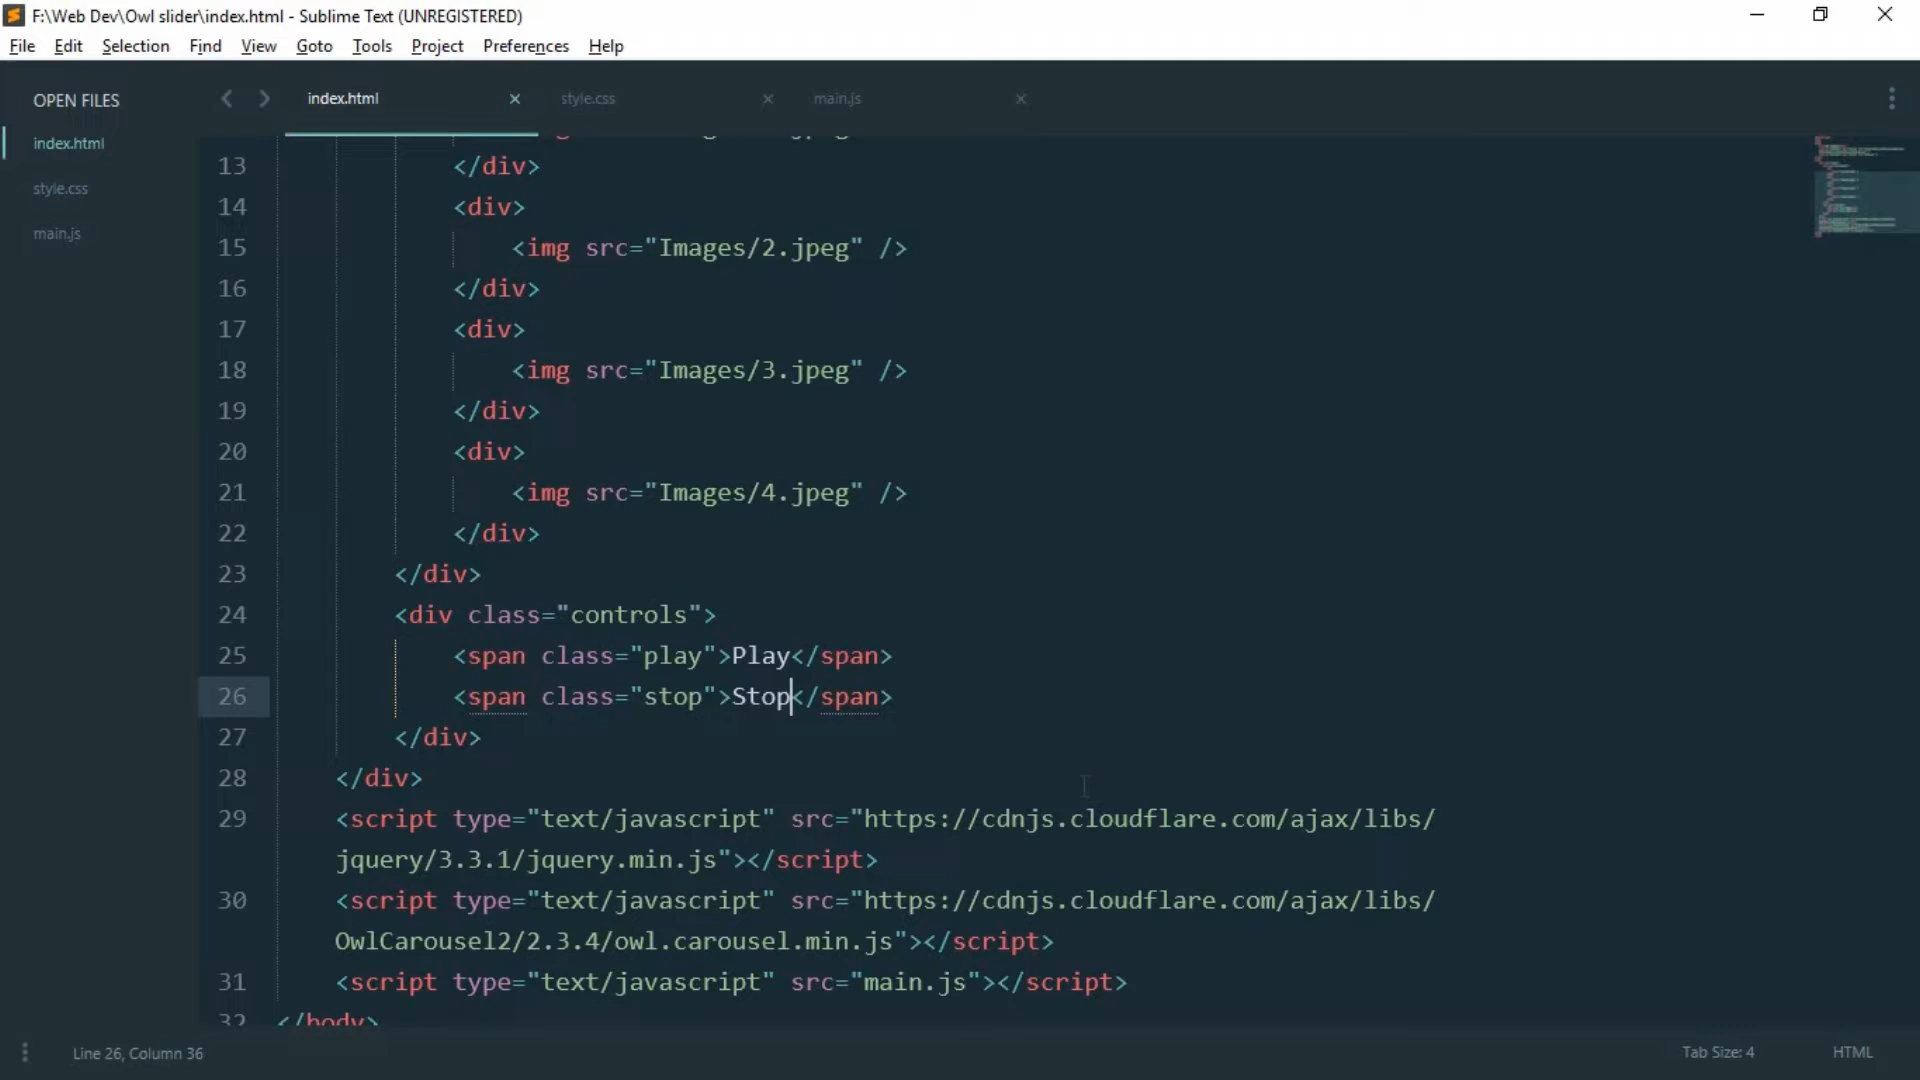 F:\Web Dev\Owl slider\index.html - Sublime Text (UNREGISTERED)
File Edit Selection Find View Goto Tools Project Preferences Help
OPEN FILES
index.html
style.css
main.js
index.html style.css main.js
13 </div>
14 <div>
15 <img src="Images/2.jpeg" />
16 </div>
17 <div>
18 <img src="Images/3.jpeg" />
19 </div>
20 <div>
21 <img src="Images/4.jpeg" />
22 </div>
23 </div>
24 <div class="controls">
25 <span class="play">Play</span>
26 <span class="stop">Stop</span>
27 </div>
28 </div>
29 <script type="text/javascript" src="https://cdnjs.cloudflare.com/ajax/libs/
jquery/3.3.1/jquery.min.js"></script>
30 <script type="text/javascript" src="https://cdnjs.cloudflare.com/ajax/libs/
OwlCarousel2/2.3.4/owl.carousel.min.js"></script>
31 <script type="text/javascript" src="main.js"></script>
32 </body>
Line 26, Column 36
Tab Size: 4
HTML